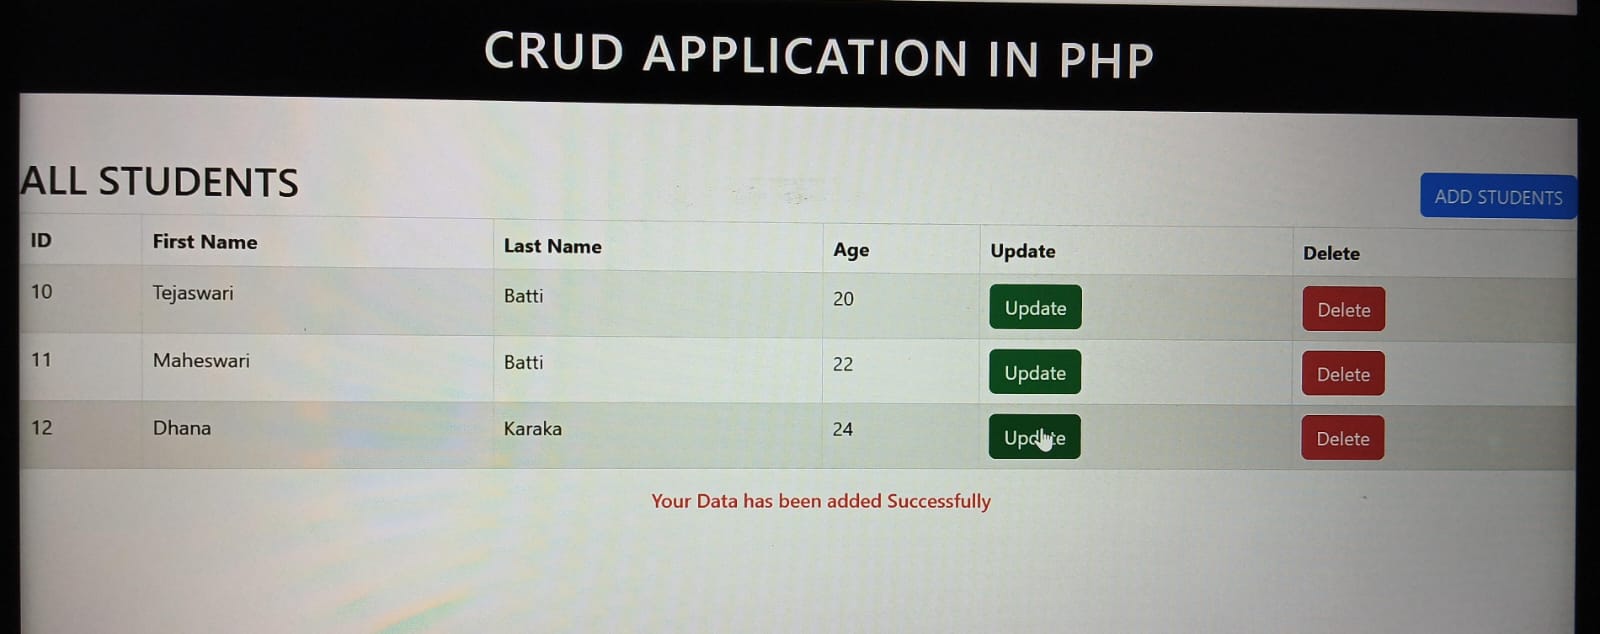 CRUD APPLICATION IN PHP
ALL STUDENTS
ADD STUDENTS
ID First Name Last Name Age Update Delete
10 Tejaswari Batti 20 Update Delete
11 Maheswari Batti 22 Update Delete
12 Dhana Karaka 24 Update Delete
Your Data has been added Successfully